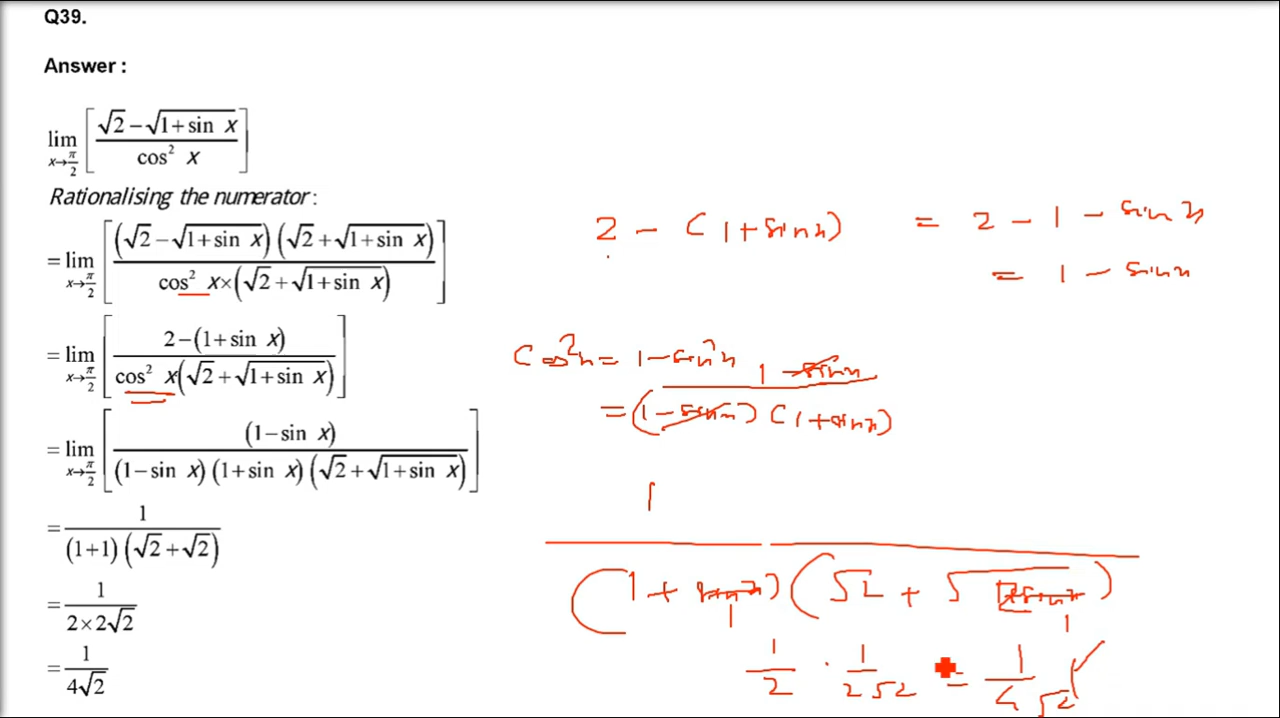 Q39.
Answer :
lim x→π/2 [ (√2 − √(1+sin x)) / cos² x ]
Rationalising the numerator :
= lim x→π/2 [ (√2 − √(1+sin x)) (√2 + √(1+sin x)) / cos² x×(√2 + √(1+sin x)) ]
= lim x→π/2 [ 2−(1+sin x) / cos² x(√2 + √(1+sin x)) ]
= lim x→π/2 [ (1−sin x) / (1−sin x) (1+sin x) (√2 + √(1+sin x)) ]
= 1 / (1+1) (√2 + √2)
= 1 / 2×2√2
= 1 / 4√2
2 − (1+sinx) = 2 − 1 − sin x
= 1 − sinx
Cos²x = 1−sin²x
1 − sinx
= (1−sinx) (1+sinx)
1
(1 + sinx) (√2 + √
1
1
1/2 · 1/2√2 = 1/4√2